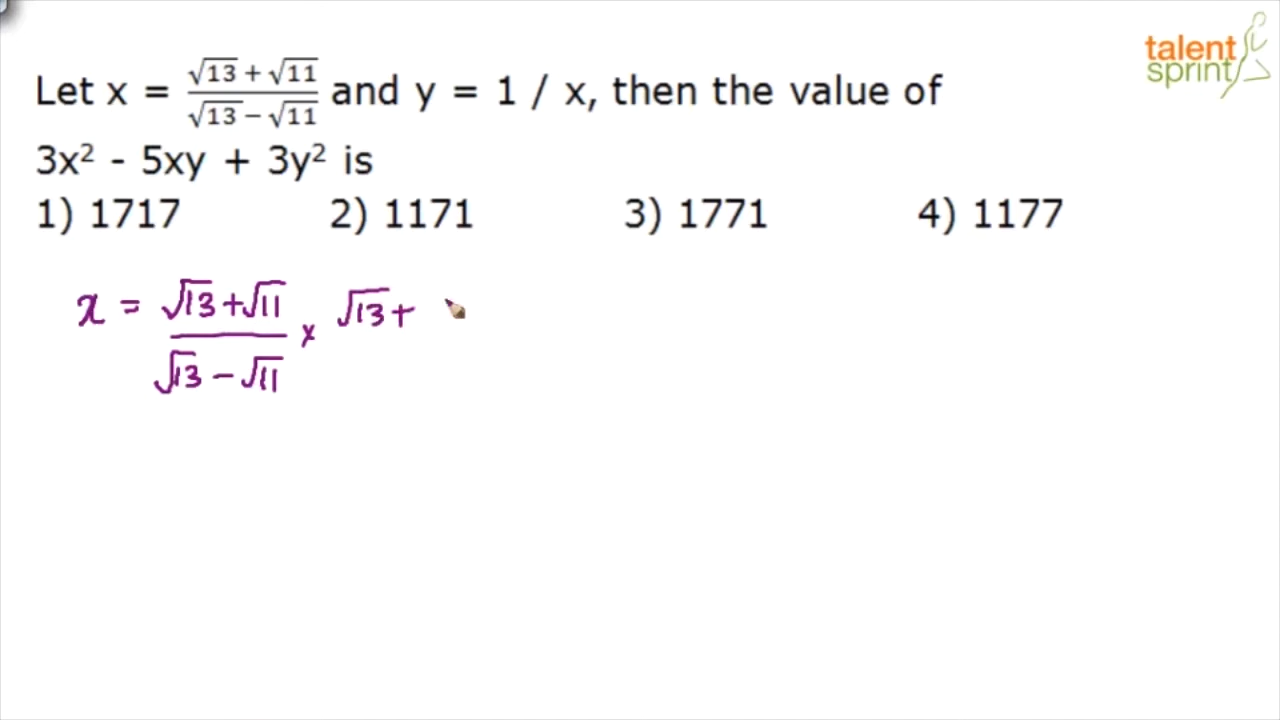 talent
sprint
Let x = (√13 + √11)/(√13 − √11) and y = 1 / x, then the value of
3x² - 5xy + 3y² is
1) 1717 2) 1171 3) 1771 4) 1177
x = (√13 + √11)/(√13 − √11) × √13 +